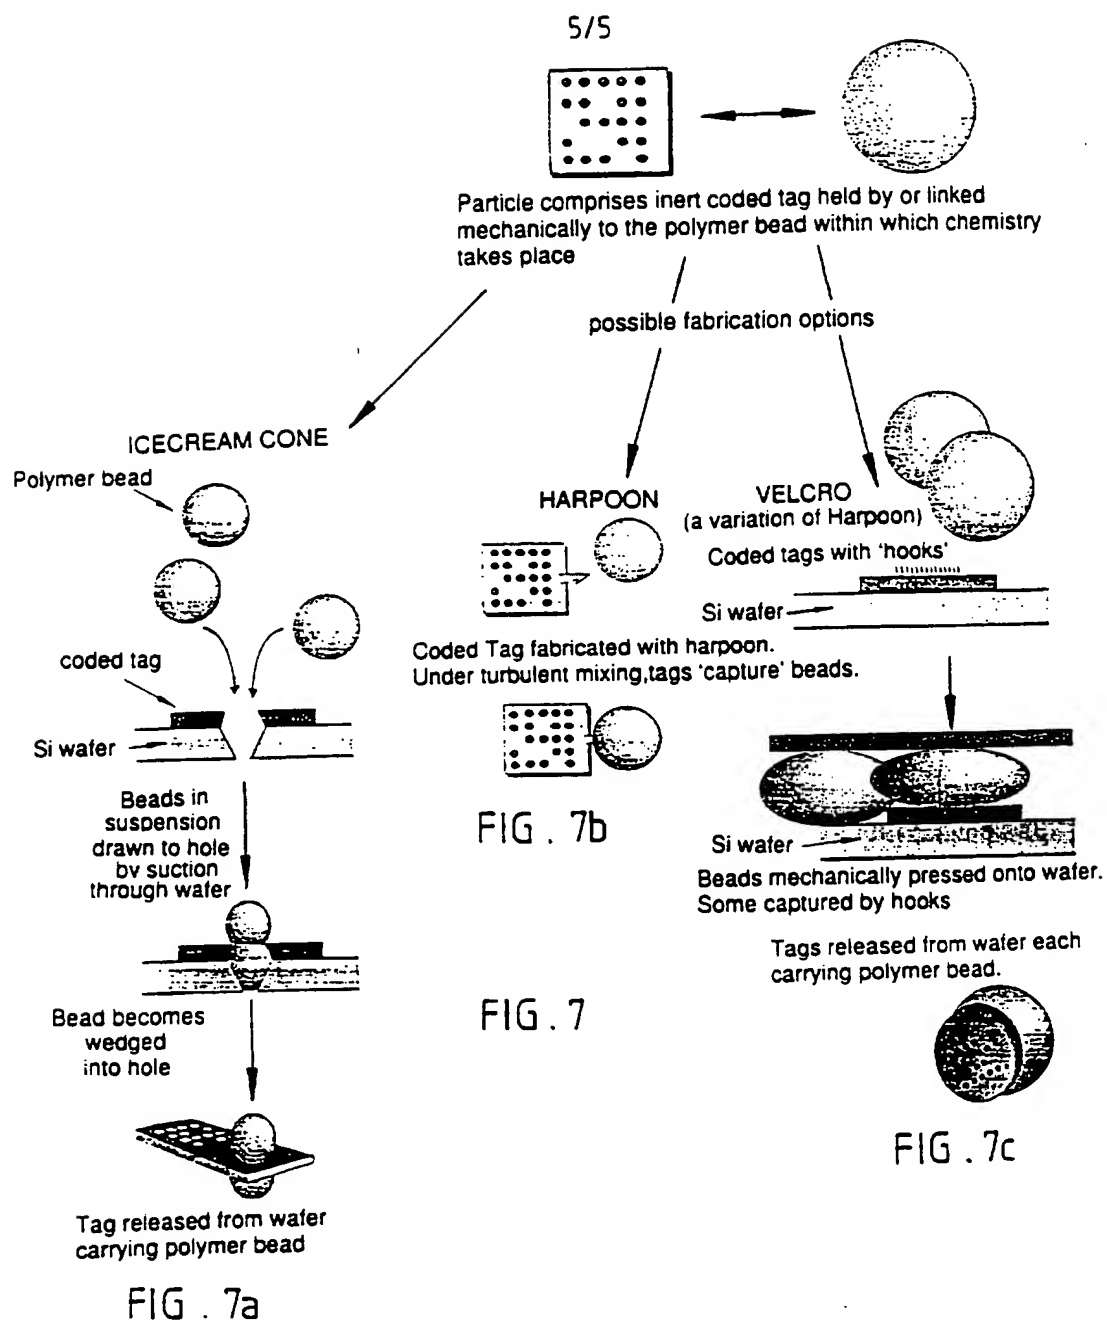 5/5
Particle comprises inert coded tag held by or linked
mechanically to the polymer bead within which chemistry
takes place
possible fabrication options
ICECREAM CONE
Polymer bead
coded tag
Si wafer
Beads in
suspension
drawn to hole
by suction
through wafer
Bead becomes
wedged
into hole
Tag released from wafer
carrying polymer bead
FIG. 7a
HARPOON
Coded Tag fabricated with harpoon.
Under turbulent mixing,tags 'capture' beads.
FIG. 7b
FIG. 7
VELCRO
(a variation of Harpoon)
Coded tags with 'hooks'
Si wafer
Si wafer
Beads mechanically pressed onto wafer.
Some captured by hooks
Tags released from wafer each
carrying polymer bead.
FIG. 7c